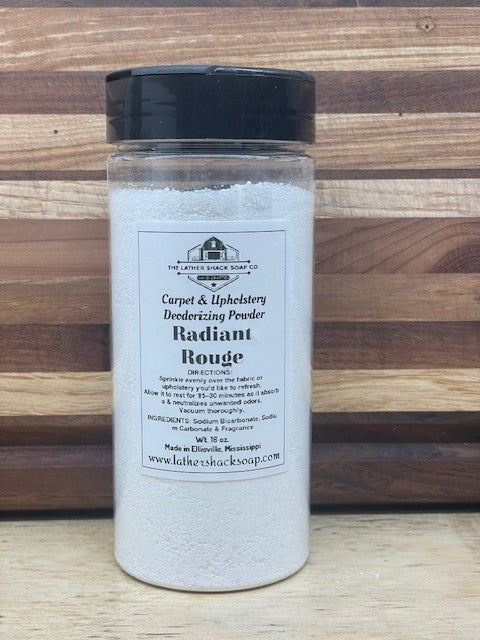 THE LATHER SHACK SOAP CO.
Carpet & Upholstery
Deodorizing Powder
Radiant
Rouge
DIRECTIONS:
Sprinkle evenly over the fabric or
upholstery you'd like to refresh.
Allow it to rest for 15-30 minutes as it absorb
s & neutralizes unwanted odors.
Vacuum thoroughly.
INGREDIENTS: Sodium Bicarbonate, Sodiu
m Carbonate & Fragrance
Wt. 16 oz.
Made in Ellisville, Mississippi
www.lathershacksoap.com